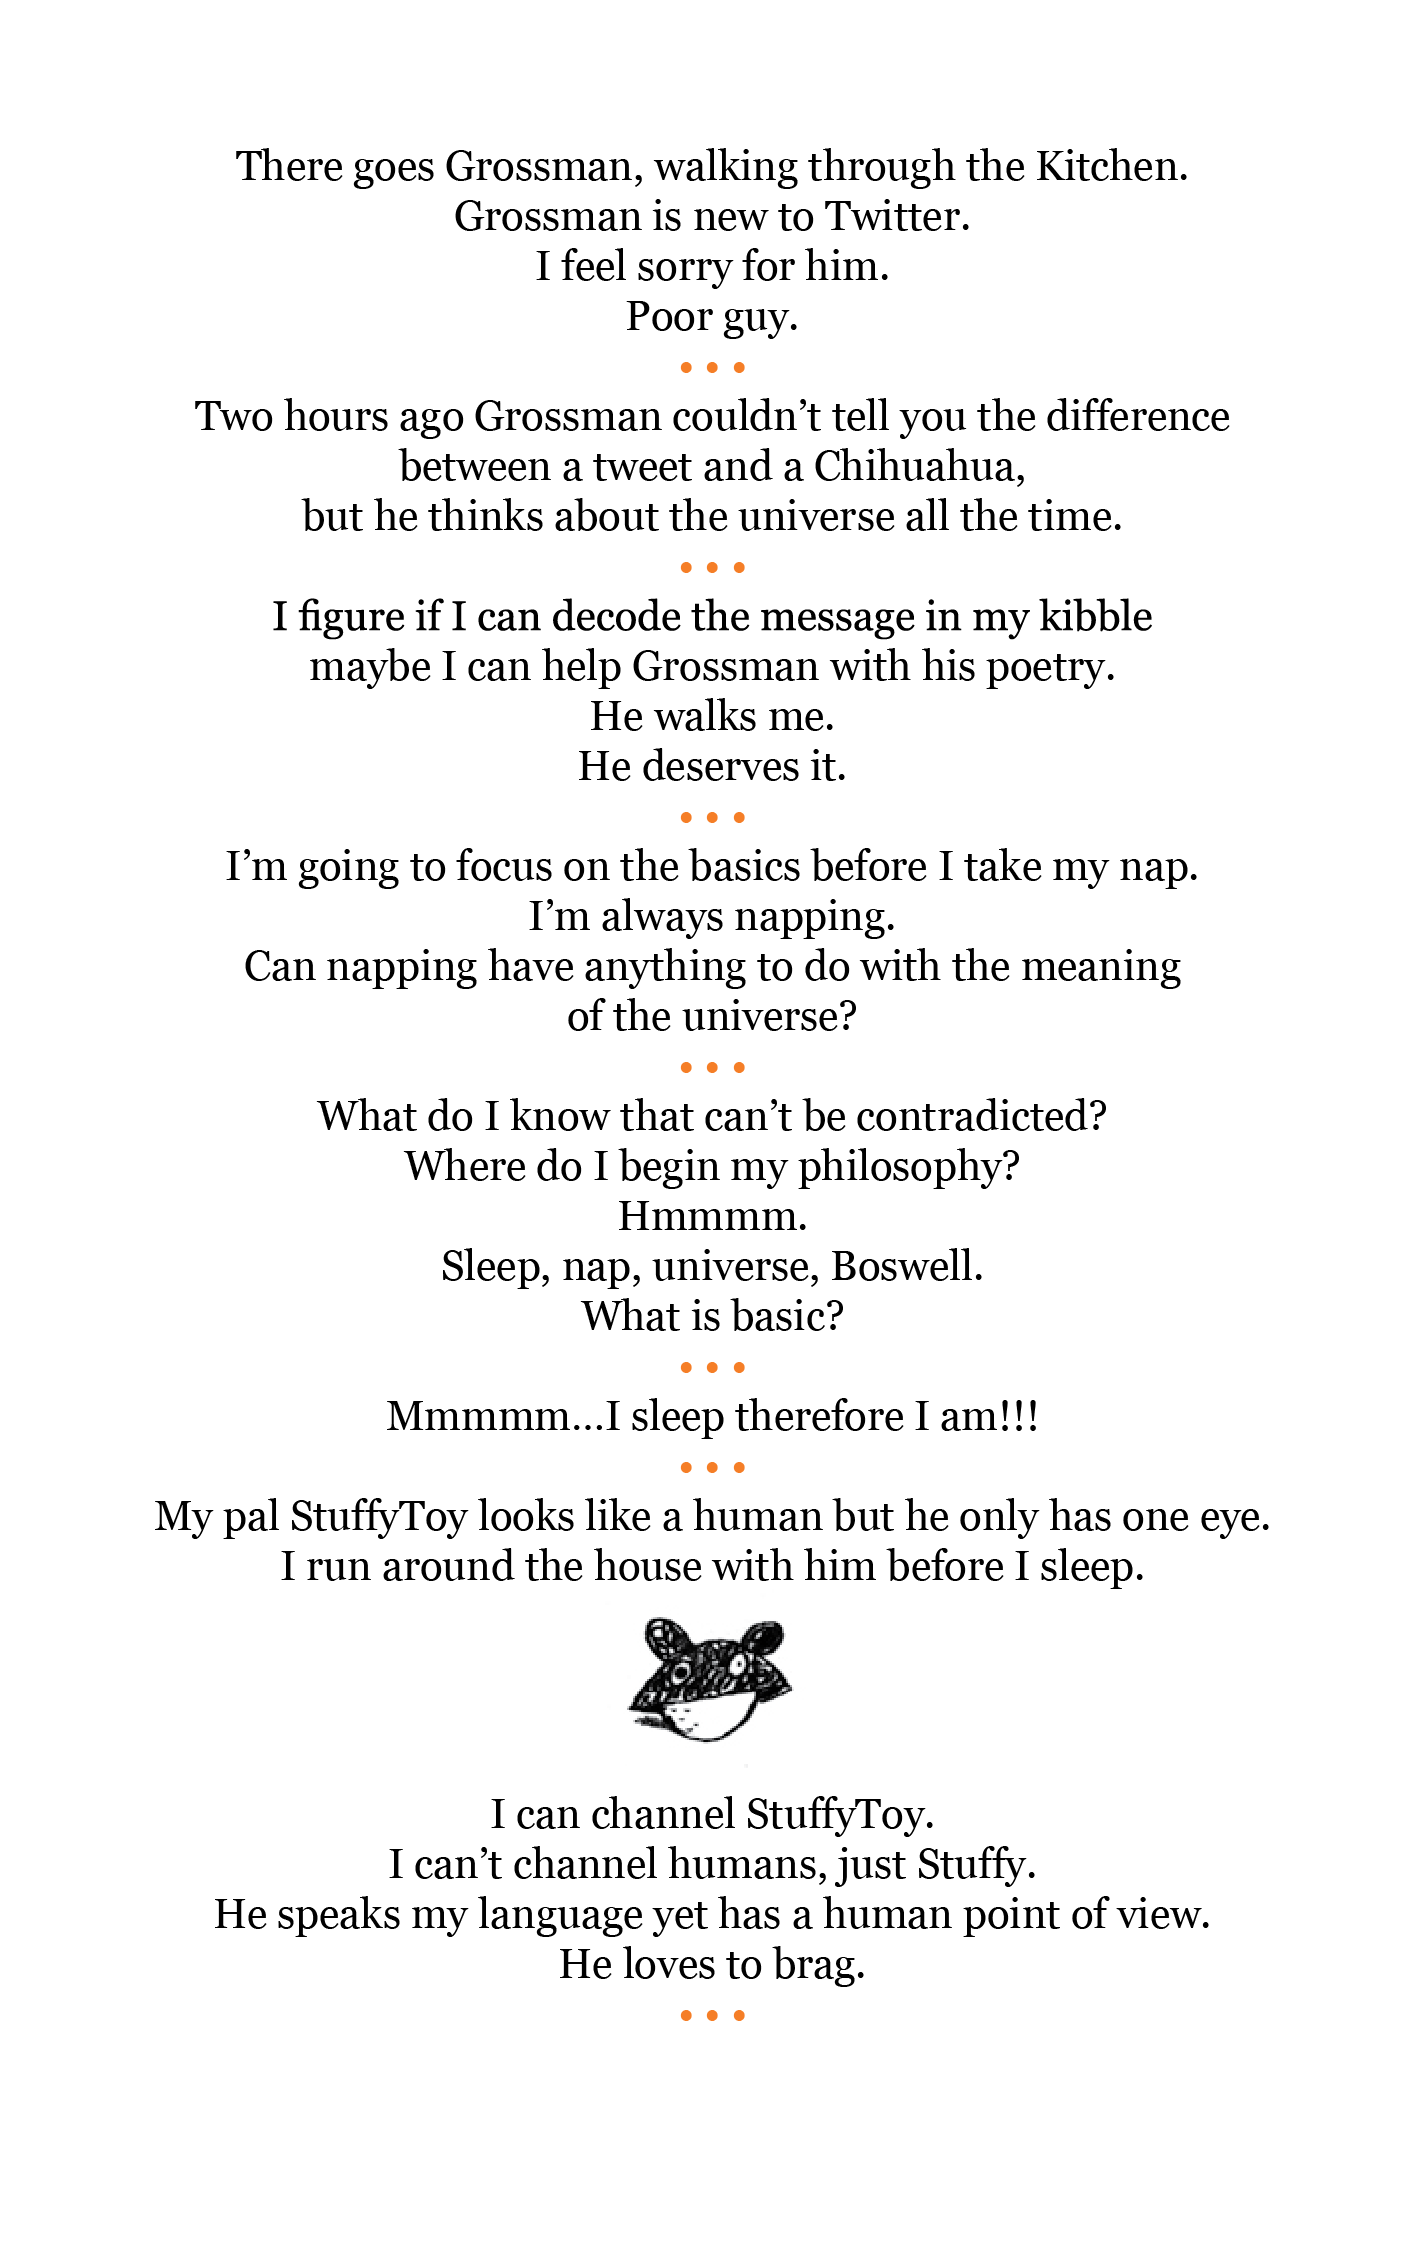 There goes Grossman, walking through the Kitchen.
Grossman is new to Twitter.
I feel sorry for him.
Poor guy.
• • •
Two hours ago Grossman couldn’t tell you the difference
between a tweet and a Chihuahua,
but he thinks about the universe all the time.
• • •
I figure if I can decode the message in my kibble
maybe I can help Grossman with his poetry.
He walks me.
He deserves it.
• • •
I’m going to focus on the basics before I take my nap.
I’m always napping.
Can napping have anything to do with the meaning
of the universe?
• • •
What do I know that can’t be contradicted?
Where do I begin my philosophy?
Hmmmm.
Sleep, nap, universe, Boswell.
What is basic?
• • •
Mmmmm...I sleep therefore I am!!!
• • •
My pal StuffyToy looks like a human but he only has one eye.
I run around the house with him before I sleep.
I can channel StuffyToy.
I can’t channel humans, just Stuffy.
He speaks my language yet has a human point of view.
He loves to brag.
• • •